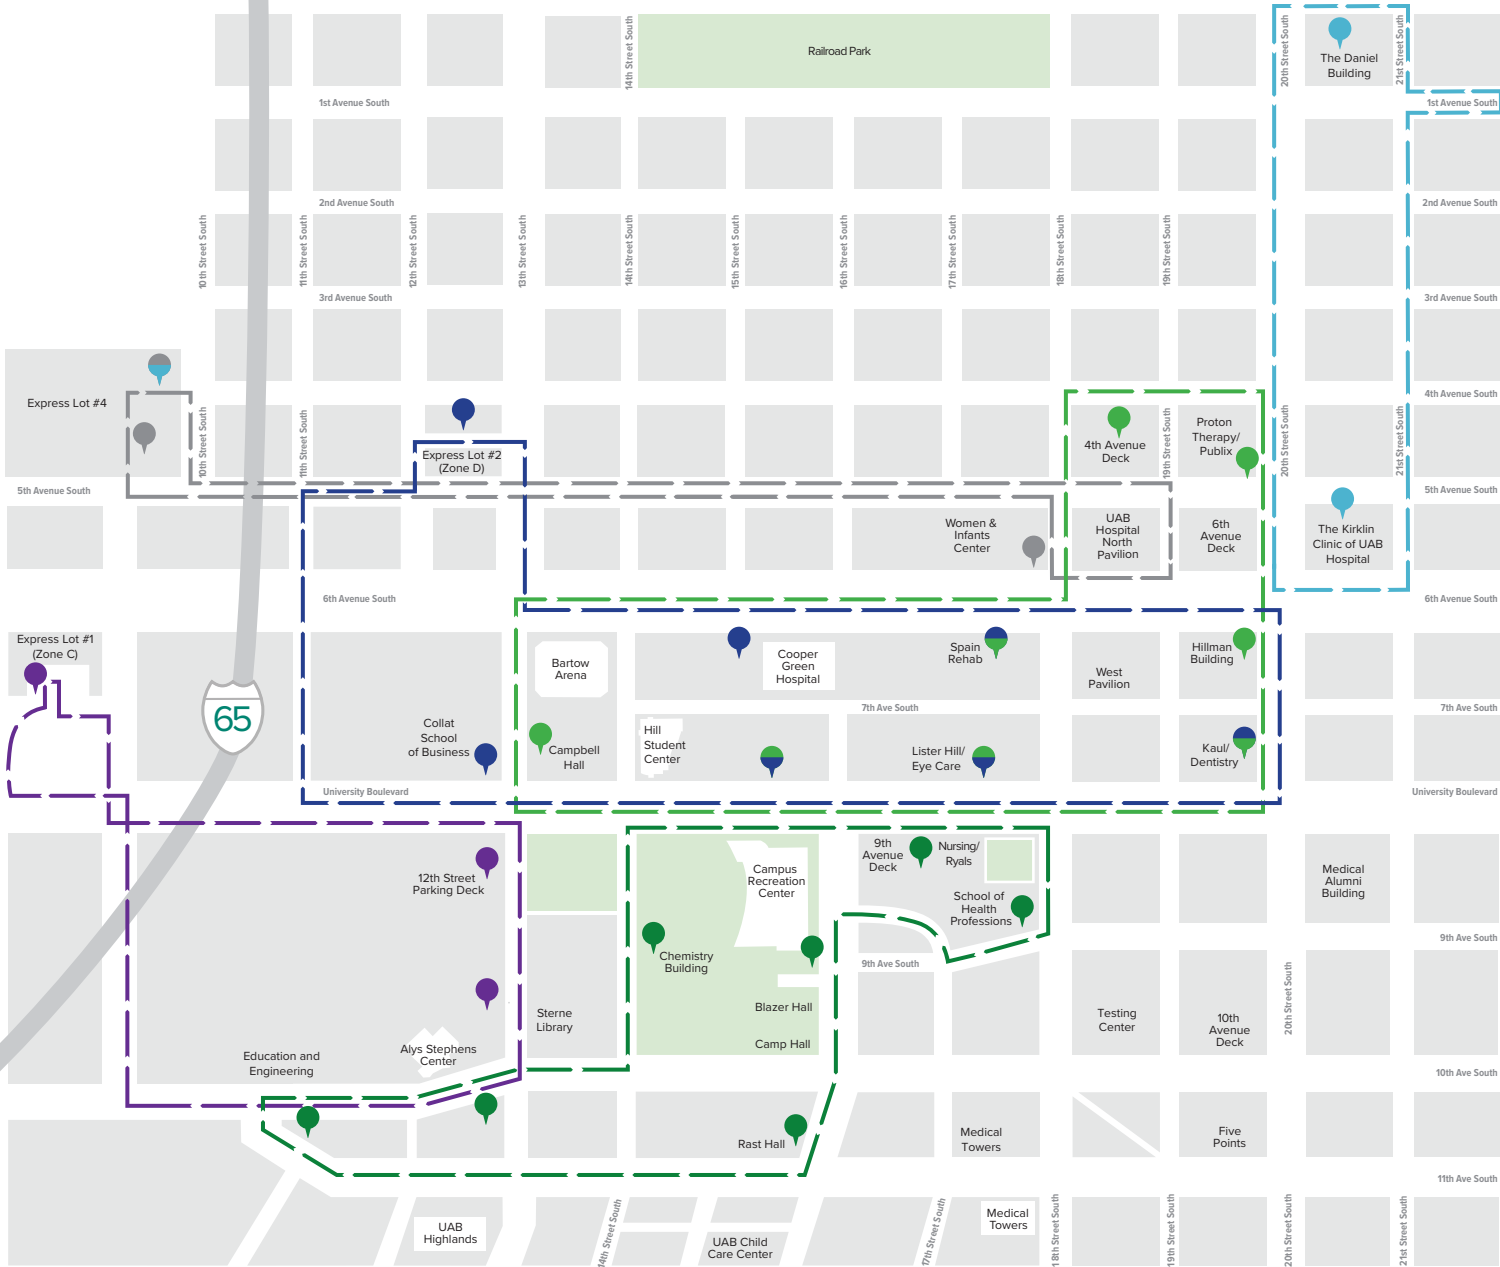 14th Street South
Railroad Park
20th Street South
The Daniel
Building
21st Street South
1st Avenue South
1st Avenue South
2nd Avenue South
2nd Avenue South
10th Street South
11th Street South
12th Street South
13th Street South
14th Street South
15th Street South
16th Street South
17th Street South
18th Street South
19th Street South
3rd Avenue South
3rd Avenue South
4th Avenue South
Express Lot #4
10th Street South
11th Street South
Express Lot #2
(Zone D)
4th Avenue
Deck
19th Street South
Proton
Therapy/
Publix
20th Street South
21st Street South
5th Avenue South
5th Avenue South
Women &
Infants
Center
UAB
Hospital
North
Pavilion
6th
Avenue
Deck
The Kirklin
Clinic of UAB
Hospital
6th Avenue South
6th Avenue South
Express Lot #1
(Zone C)
65
Bartow
Arena
Cooper
Green
Hospital
Spain
Rehab
West
Pavilion
Hillman
Building
7th Ave South
7th Ave South
Collat
School
of Business
Campbell
Hall
Hill
Student
Center
Lister Hill/
Eye Care
Kaul/
Dentistry
University Boulevard
University Boulevard
12th Street
Parking Deck
Campus
Recreation
Center
9th
Avenue
Deck
Nursing/
Ryals
School of
Health
Professions
Medical
Alumni
Building
9th Ave South
9th Ave South
Chemistry
Building
Blazer Hall
Camp Hall
Sterne
Library
Alys Stephens
Center
Education and
Engineering
Testing
Center
10th
Avenue
Deck
20th Street South
10th Ave South
Rast Hall
Medical
Towers
Five
Points
11th Ave South
UAB
Highlands
14th Street South
UAB Child
Care Center
17th Street South
Medical
Towers
18th Street South
19th Street South
20th Street South
21st Street South